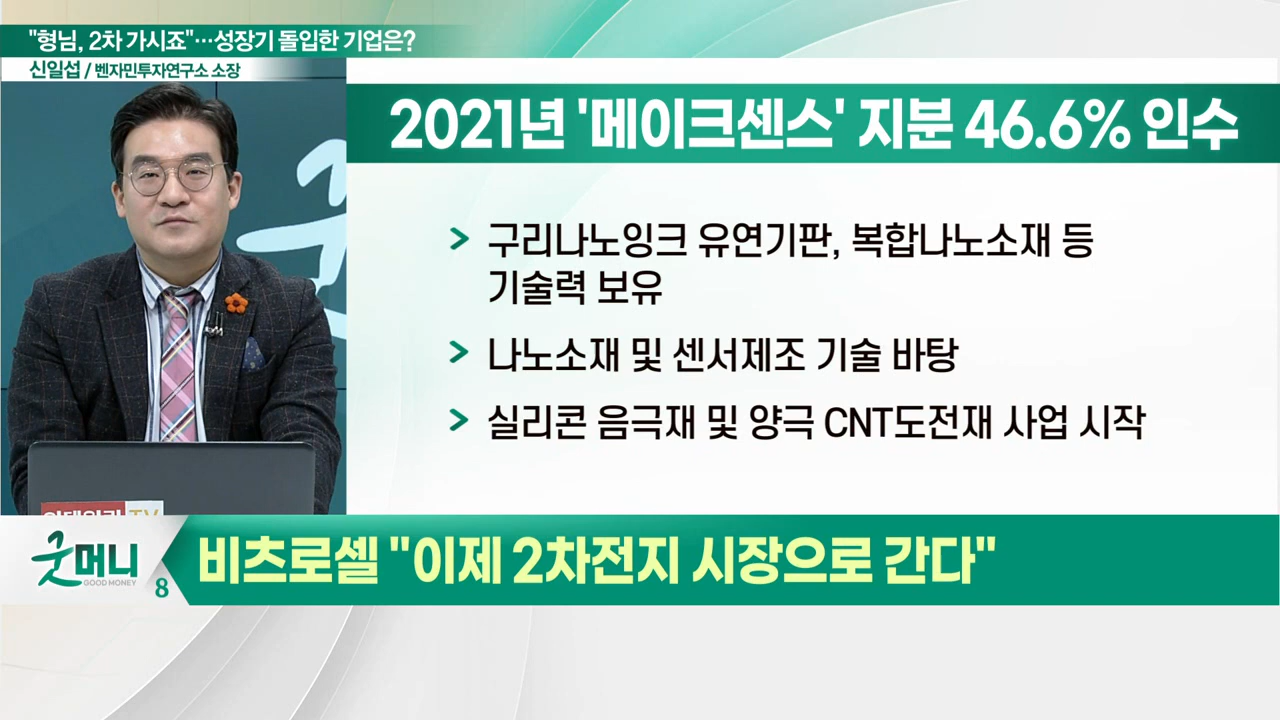 "형님, 2차 가시죠"…성장기 돌입한 기업은?
신일섭 / 벤자민투자연구소 소장
2021년 '메이크센스' 지분 46.6% 인수
> 구리나노잉크 유연기판, 복합나노소재 등
기술력 보유
> 나노소재 및 센서제조 기술 바탕
> 실리콘 음극재 및 양극 CNT도전재 사업 시작
TV
굿머니
GOOD MONEY
8
비츠로셀 "이제 2차전지 시장으로 간다"